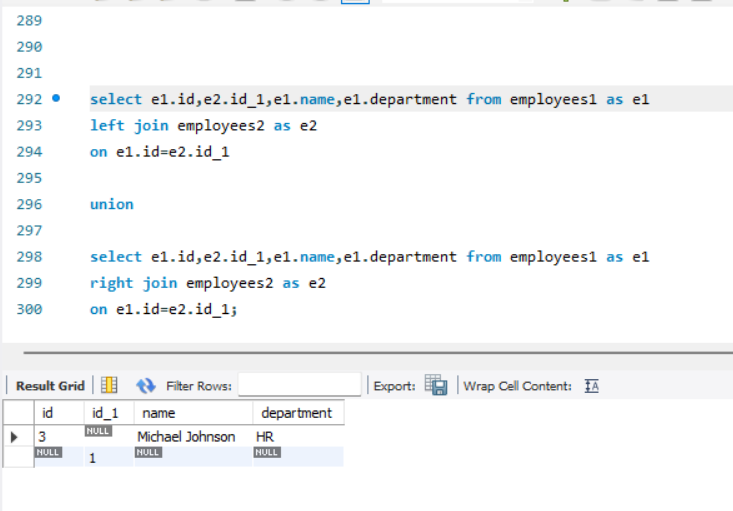 289
290
291
292 select e1.id,e2.id_1,e1.name,e1.department from employees1 as e1
293 left join employees2 as e2
294 on e1.id=e2.id_1
295
296 union
297
298 select e1.id,e2.id_1,e1.name,e1.department from employees1 as e1
299 right join employees2 as e2
300 on e1.id=e2.id_1;
Result Grid Filter Rows: Export: Wrap Cell Content: IA
id id_1 name department
3 NULL Michael Johnson HR
NULL 1 NULL NULL